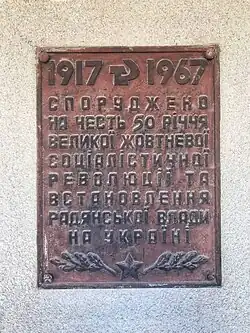 1917 1967
СПОРУДЖЕНО
НА ЧЕСТЬ 50 РІЧЧЯ
ВЕЛИКОЇ ЖОВТНЕВОЇ
СОЦІАЛІСТИЧНОЇ
РЕВОЛЮЦІЇ ТА
ВСТАНОВЛЕННЯ
РАДЯНСЬКОЇ ВЛАДИ
НА УКРАЇНІ